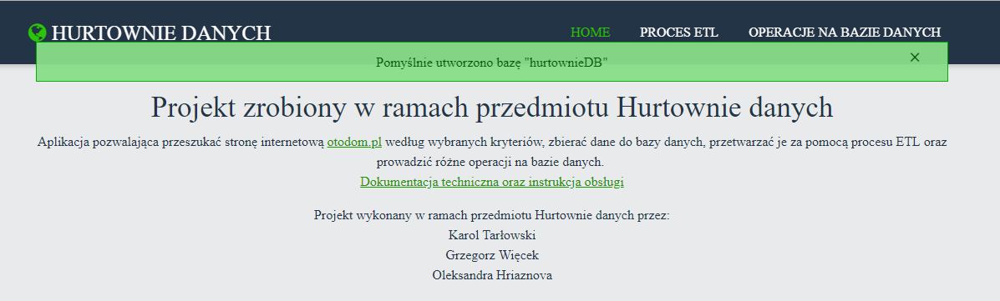 HURTOWNIE DANYCH
HOME PROCES ETL OPERACJE NA BAZIE DANYCH
Pomyślnie utworzono bazę "hurtownieDB"
Projekt zrobiony w ramach przedmiotu Hurtownie danych
Aplikacja pozwalająca przeszukać stronę internetową otodom.pl według wybranych kryteriów, zbierać dane do bazy danych, przetwarzać je za pomocą procesu ETL oraz
prowadzić różne operacji na bazie danych.
Dokumentacja techniczna oraz instrukcja obsługi
Projekt wykonany w ramach przedmiotu Hurtownie danych przez:
Karol Tarłowski
Grzegorz Więcek
Oleksandra Hriaznova